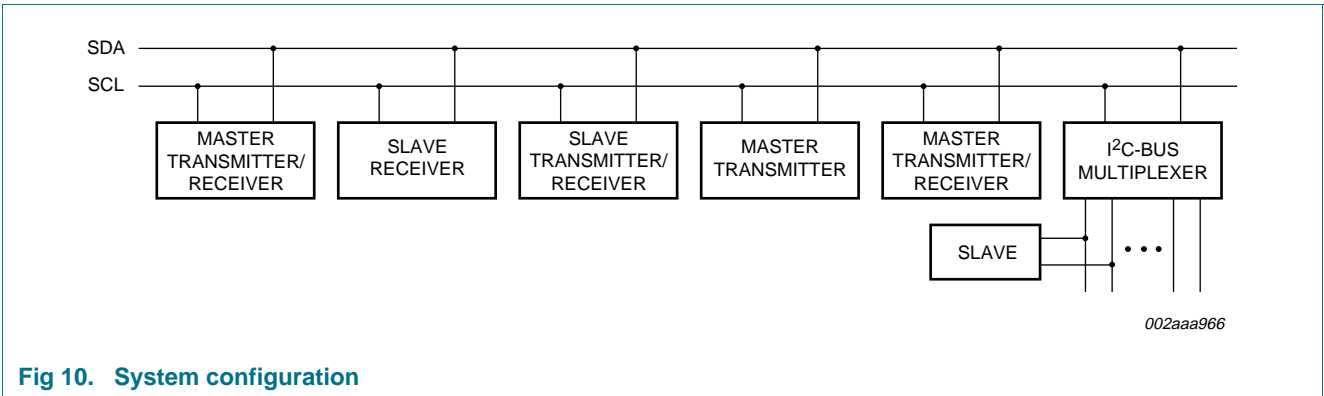 SDA
SCL
MASTER
TRANSMITTER/
RECEIVER
SLAVE
RECEIVER
SLAVE
TRANSMITTER/
RECEIVER
MASTER
TRANSMITTER
MASTER
TRANSMITTER/
RECEIVER
I²C-BUS
MULTIPLEXER
SLAVE
002aaa966
Fig 10. System configuration